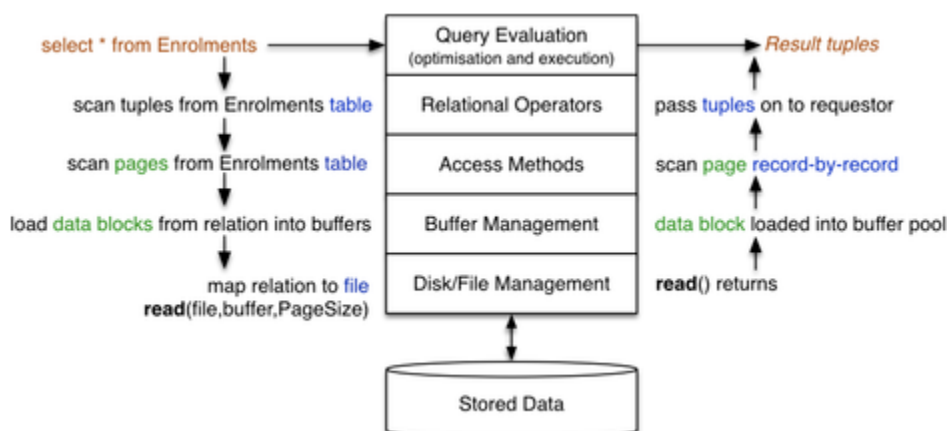 select * from Enrolments
scan tuples from Enrolments table
scan pages from Enrolments table
load data blocks from relation into buffers
map relation to file
read(file,buffer,PageSize)
Query Evaluation
(optimisation and execution)
Relational Operators
Access Methods
Buffer Management
Disk/File Management
Stored Data
Result tuples
pass tuples on to requestor
scan page record-by-record
data block loaded into buffer pool
read() returns